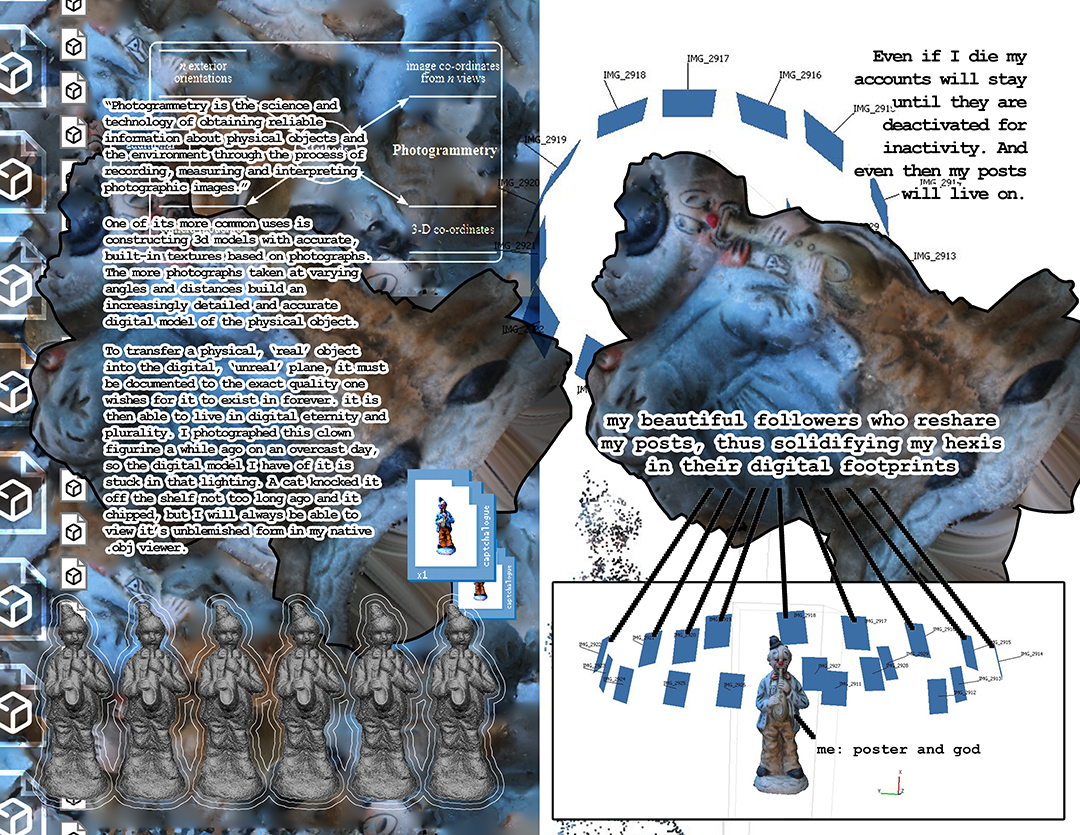 n exterior
orientations
image co-ordinates
from n views
Photogrammetry
3-D co-ordinates
“Photogrammetry is the science and
technology of obtaining reliable
information about physical objects and
the environment through the process of
recording, measuring and interpreting
photographic images.”
One of its more common uses is
constructing 3d models with accurate,
built-in textures based on photographs.
The more photographs taken at varying
angles and distances build an
increasingly detailed and accurate
digital model of the physical object.
To transfer a physical, ‘real’ object
into the digital, ‘unreal’ plane, it must
be documented to the exact quality one
wishes for it to exist in forever. it is
then able to live in digital eternity and
plurality. I photographed this clown
figurine a while ago on an overcast day,
so the digital model I have of it is
stuck in that lighting. A cat knocked it
off the shelf not too long ago and it
chipped, but I will always be able to
view it’s unblemished form in my native
.obj viewer.
captchalogue
x1
captchalogue
Even if I die my
accounts will stay
until they are
deactivated for
inactivity. And
even then my posts
will live on.
IMG_2917
IMG_2918
IMG_2916
IMG_2919
IMG_2920
IMG_2921
IMG_2922
IMG_2913
my beautiful followers who reshare
my posts, thus solidifying my hexis
in their digital footprints
IMG_2918
IMG_2917
IMG_2915
IMG_2914
IMG_2922
IMG_2924
IMG_2925
IMG_2926
IMG_2927
IMG_2928
IMG_2911
IMG_2912
IMG_2913
me: poster and god
X
Y
Z